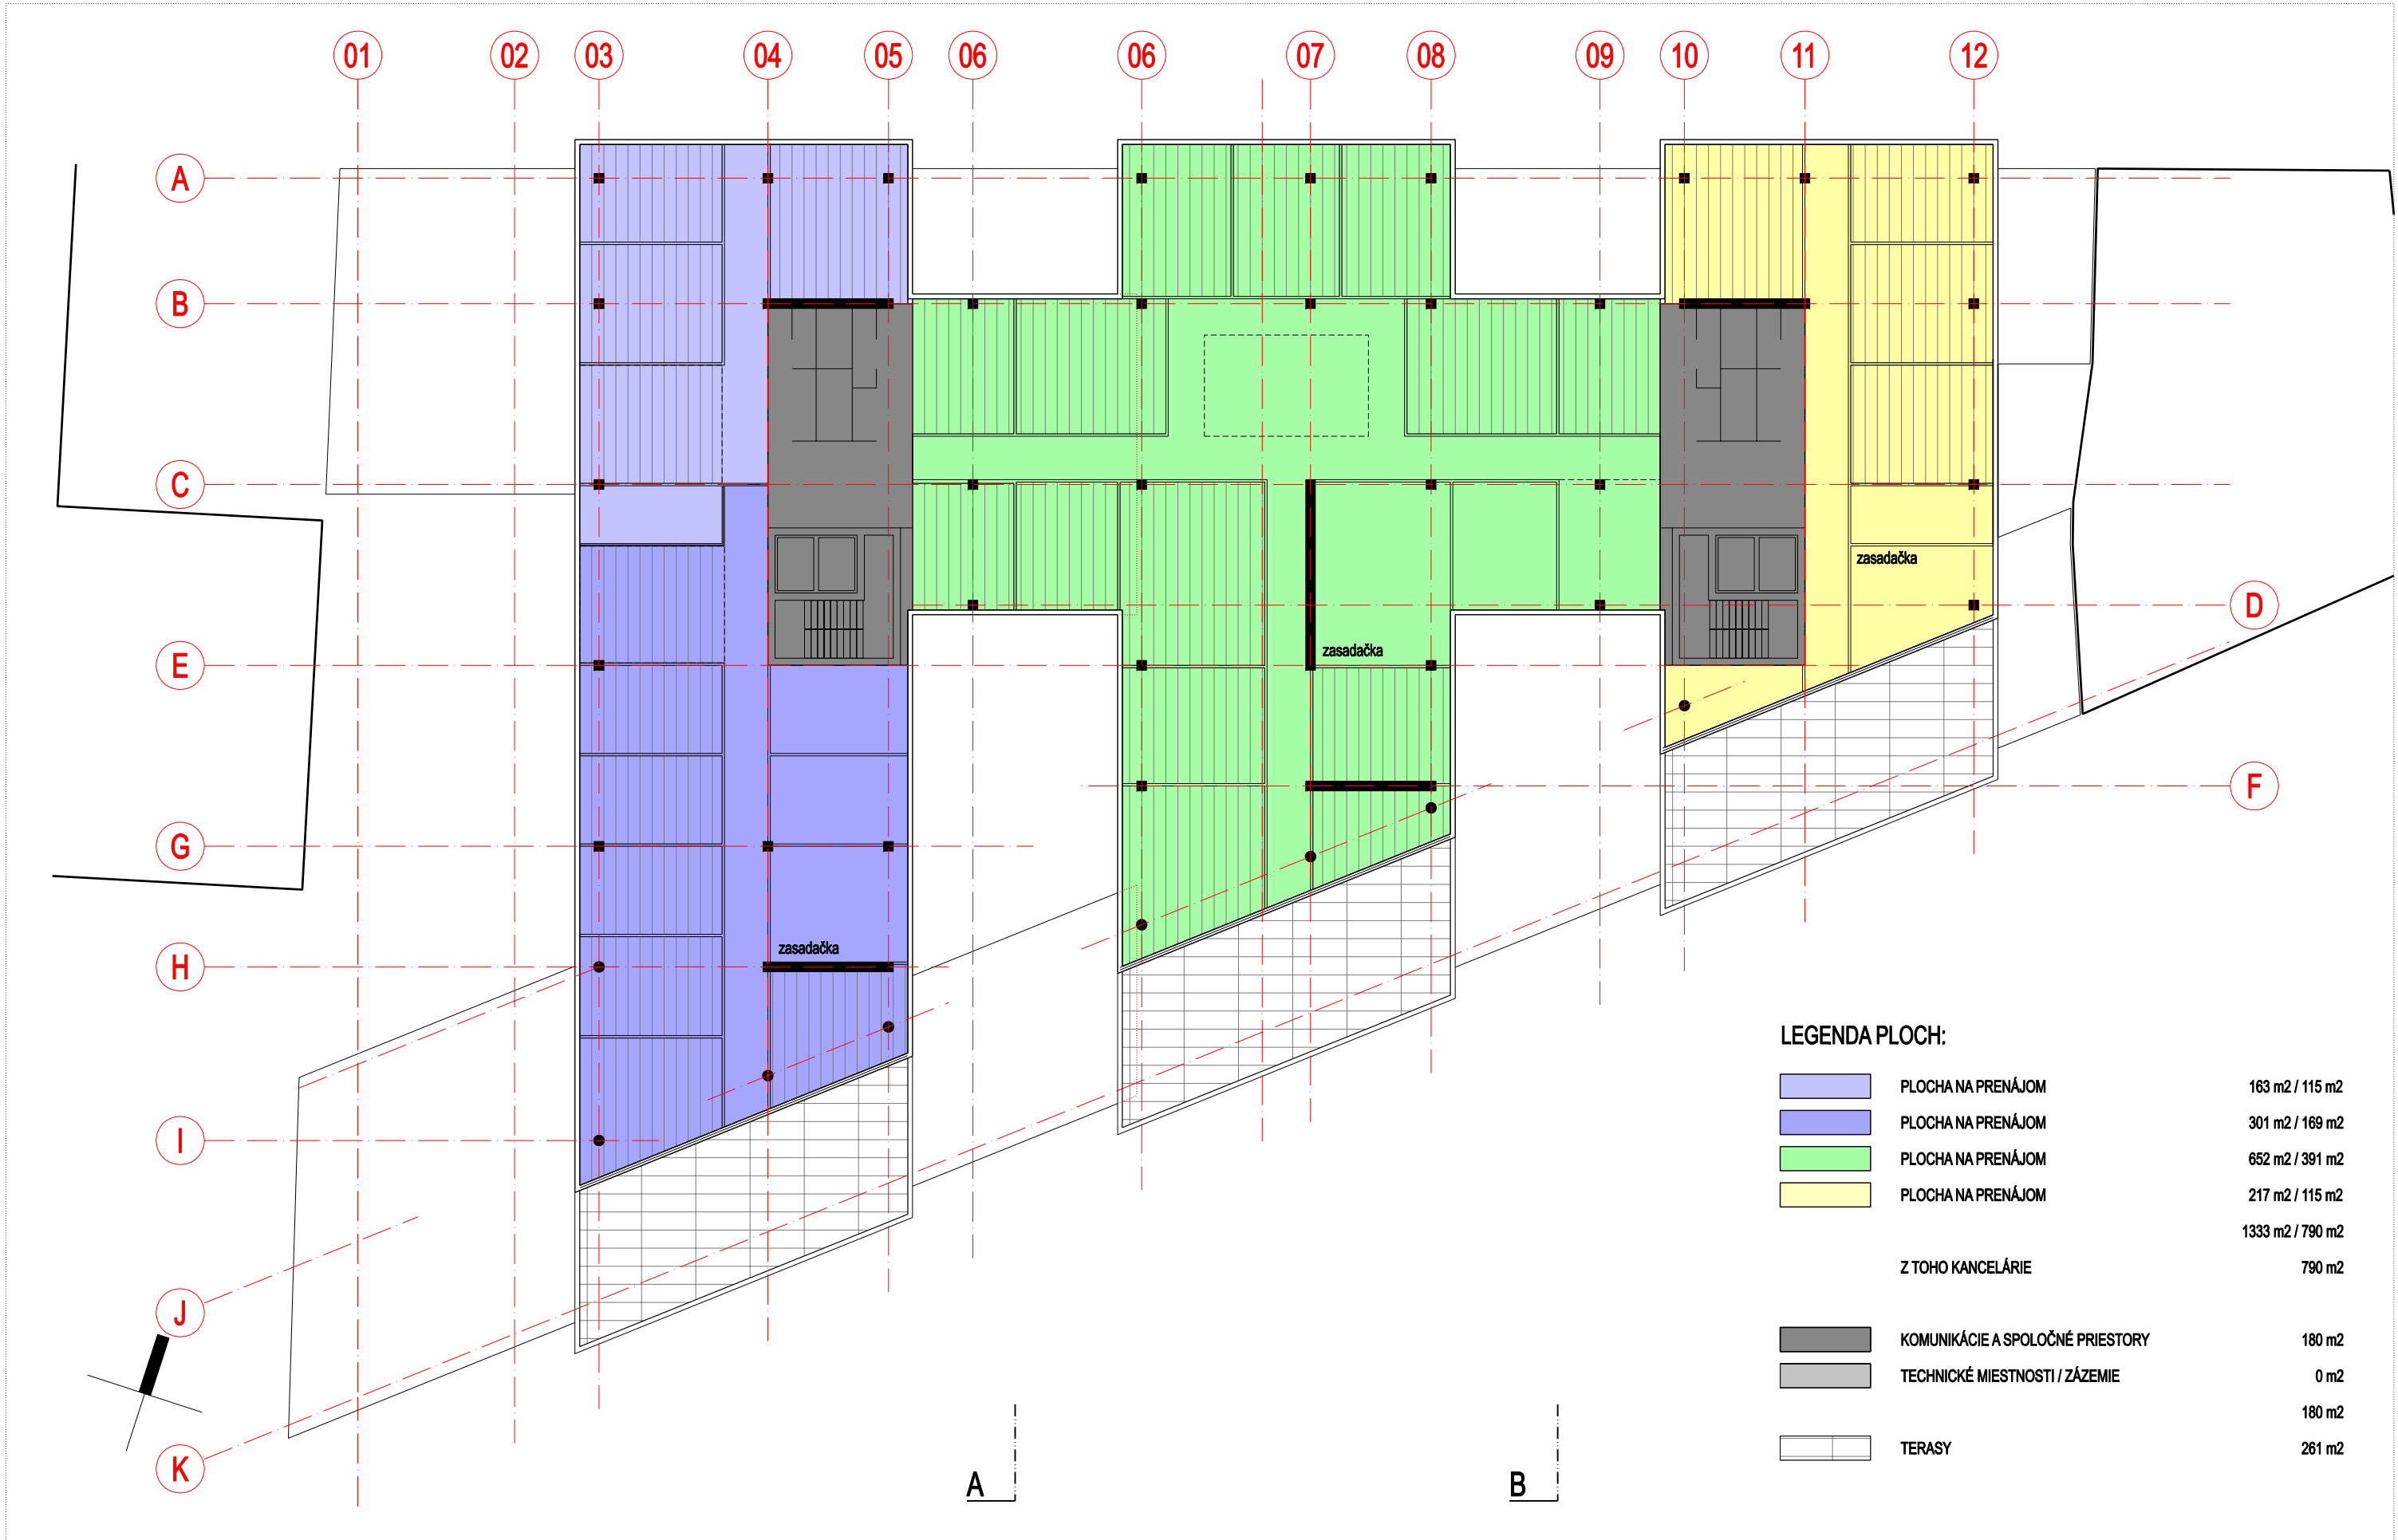 01 02 03 04 05 06 06 07 08 09 10 11 12
A
B
C
zasadačka
D
zasadačka
E
F
G
zasadačka
H
LEGENDA PLOCH:
PLOCHA NA PRENÁJOM 163 m2 / 115 m2
I
PLOCHA NA PRENÁJOM 301 m2 / 169 m2
PLOCHA NA PRENÁJOM 652 m2 / 391 m2
PLOCHA NA PRENÁJOM 217 m2 / 115 m2
1333 m2 / 790 m2
Z TOHO KANCELÁRIE 790 m2
J
KOMUNIKÁCIE A SPOLOČNÉ PRIESTORY 180 m2
TECHNICKÉ MIESTNOSTI / ZÁZEMIE 0 m2
180 m2
TERASY 261 m2
K
A
B